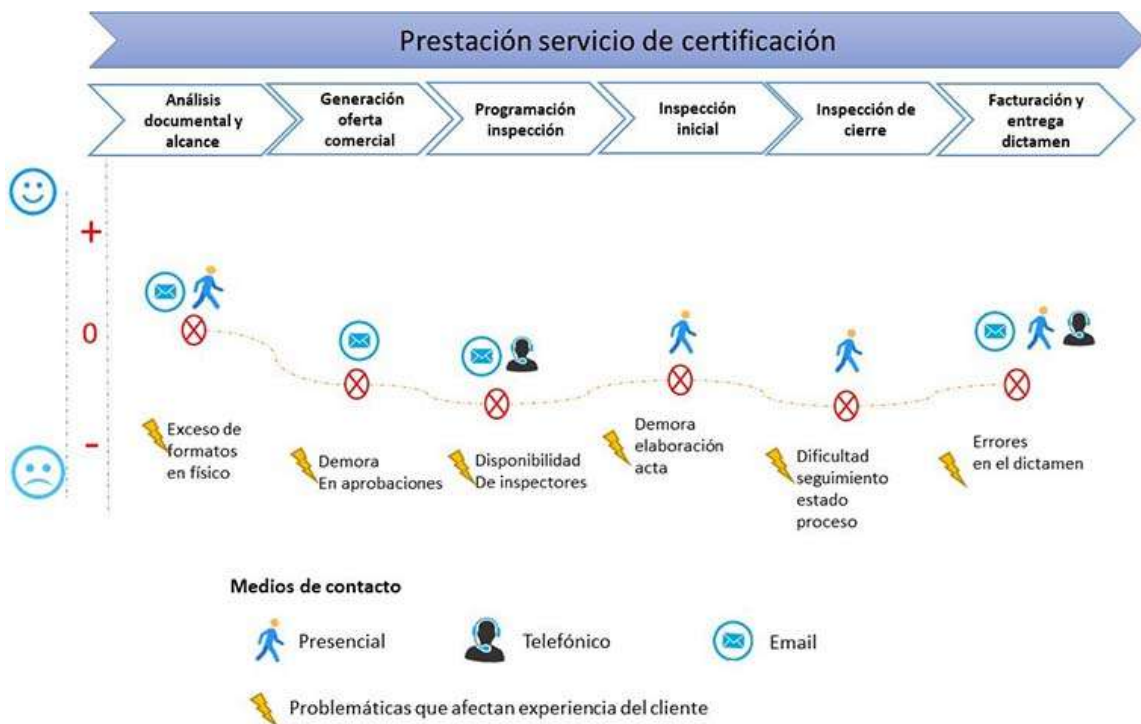 Prestación servicio de certificación
Análisis
documental y
alcance
Generación
oferta
comercial
Programación
inspección
Inspección
inicial
Inspección de
cierre
Facturación y
entrega
dictamen
+
0
-
Exceso de
formatos
en físico
Demora
En aprobaciones
Disponibilidad
De inspectores
Demora
elaboración
acta
Dificultad
seguimiento
estado
proceso
Errores
en el dictamen
Medios de contacto
Presencial
Telefónico
Email
Problemáticas que afectan experiencia del cliente